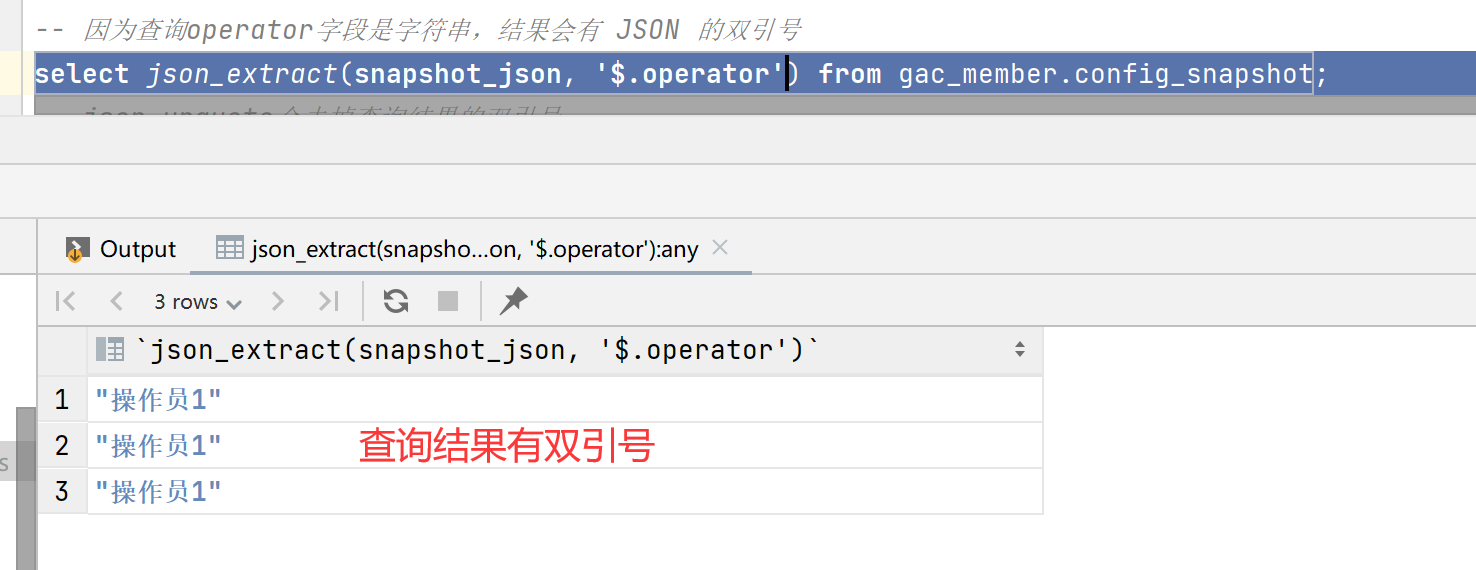 -- 因为查询operator字段是字符串，结果会有 JSON 的双引号
select json_extract(snapshot_json, '$.operator') from gac_member.config_snapshot;
Output
json_extract(snapsho...on, '$.operator'):any
3 rows
`json_extract(snapshot_json, '$.operator')`
1 "操作员1"
2 "操作员1" 查询结果有双引号
s
3 "操作员1"